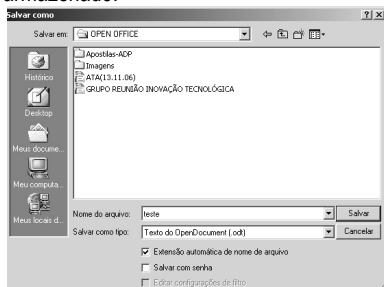 armazenado.
Salvar como
Salvar em: OPEN OFFICE
Apostilas-ADP
Imagens
ATA(13.11.06)
GRUPO REUNIÃO INOVAÇÃO TECNOLÓGICA
Histórico
Desktop
Meus docume...
Meu computa...
Meus locais d...
Nome do arquivo: teste Salvar
Salvar como tipo: Texto do OpenDocument (.odt) Cancelar
Extensão automática de nome de arquivo
Salvar com senha
Editar configurações de filtro